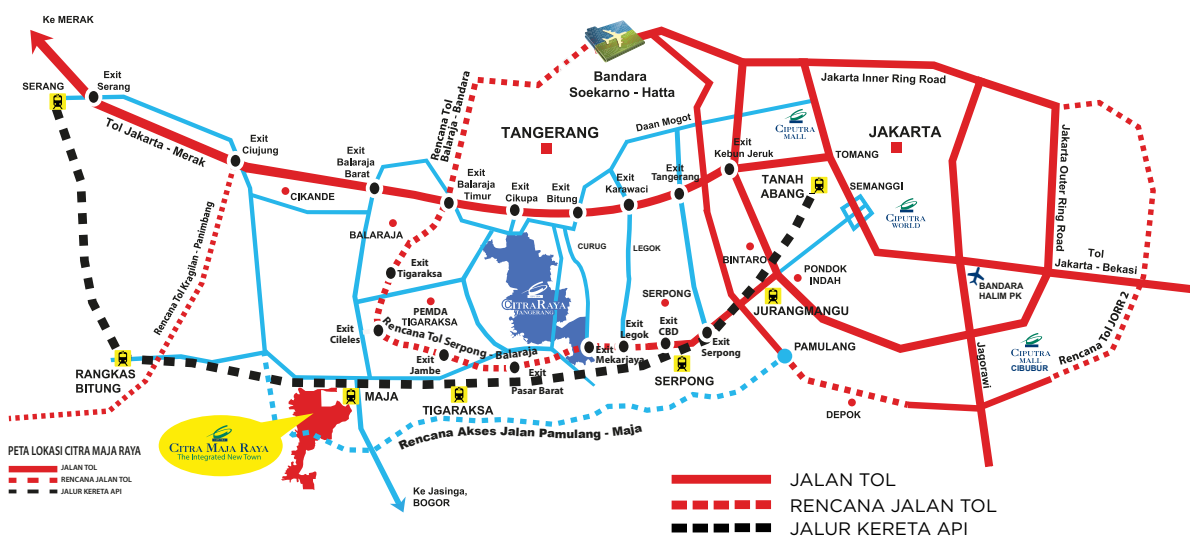 Ke MERAK
SERANG
Exit
Serang
Tol Jakarta - Merak
Exit
Ciujung
CIKANDE
Exit
Balaraja
Barat
BALARAJA
Rencana Tol
Balaraja - Bandara
Exit
Balaraja
Timur
Exit
Cikupa
Exit
Bitung
Exit
Karawaci
Exit
Tangerang
Exit
Kebun Jeruk
Bandara
Soekarno - Hatta
TANGERANG
Daan Mogot
CIPUTRA
MALL
JAKARTA
Jakarta Inner Ring Road
Jakarta Outer Ring Road
TOMANG
TANAH
ABANG
SEMANGGI
CIPUTRA
WORLD
Tol
Jakarta - Bekasi
BANDARA
HALIM PK
Rencana Tol JORR 2
Jagorawi
CIPUTRA
MALL
CIBUBUR
CURUG
LEGOK
BINTARO
PONDOK
INDAH
JURANGMANGU
SERPONG
PAMULANG
DEPOK
Rencana Tol Kragilan - Panimbang
Exit
Tigaraksa
PEMDA
TIGARAKSA
CITRARAYA
TANGERANG
Rencana Tol Serpong - Balaraja
Exit
Cileles
Exit
Jambe
Exit
Pasar Barat
Exit
Mekarjaya
Exit
Legok
Exit
CBD
Exit
Serpong
SERPONG
RANGKAS
BITUNG
MAJA
TIGARAKSA
Rencana Akses Jalan Pamulang - Maja
CITRA MAJA RAYA
The Integrated New Town
Ke Jasinga,
BOGOR
PETA LOKASI CITRA MAJA RAYA
JALAN TOL
RENCANA JALAN TOL
JALUR KERETA API
JALAN TOL
RENCANA JALAN TOL
JALUR KERETA API